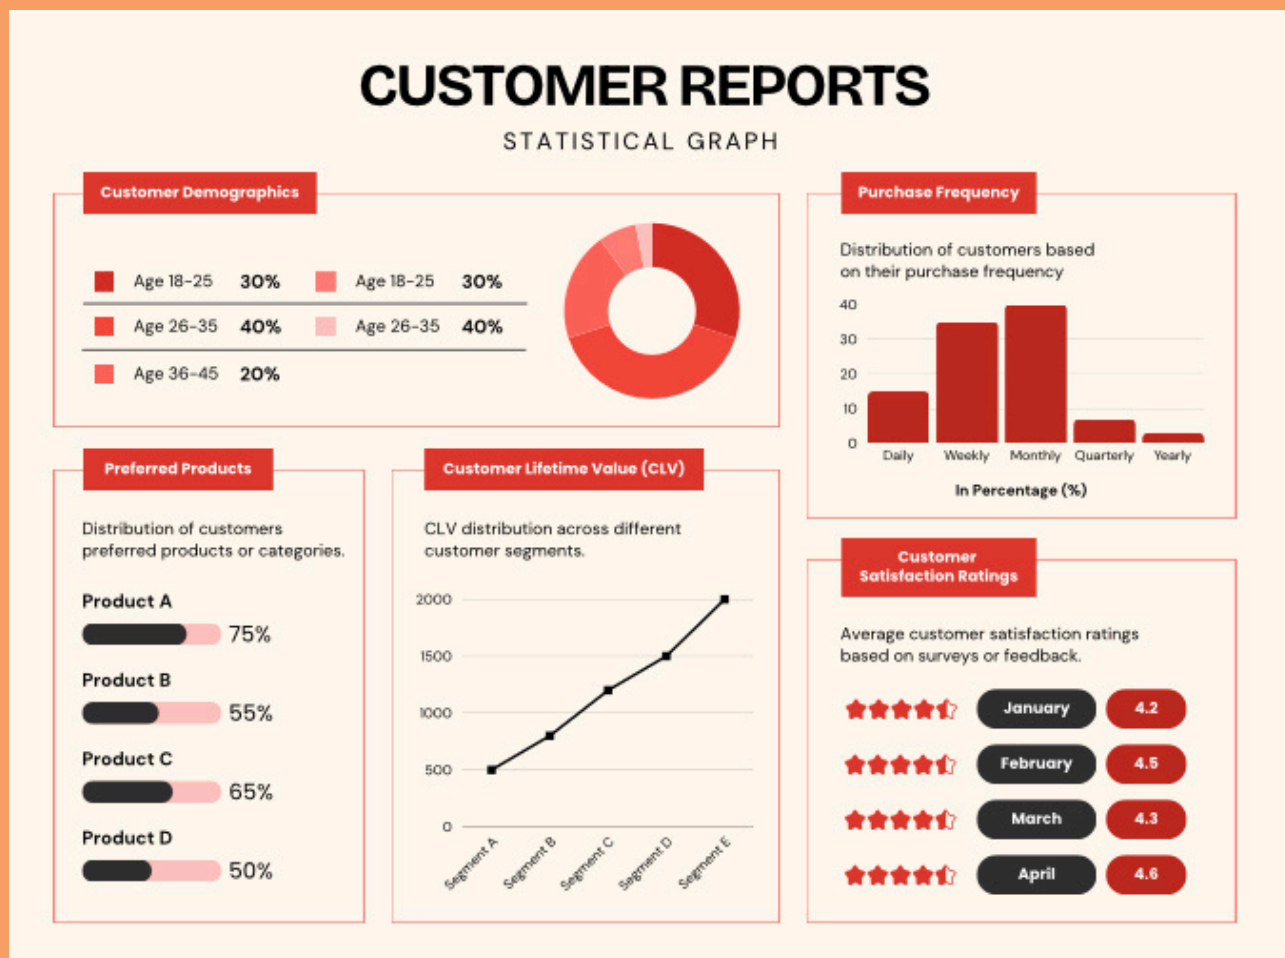 CUSTOMER REPORTS
STATISTICAL GRAPH
Customer Demographics
Age 18-25 30% Age 18-25 30%
Age 26-35 40% Age 26-35 40%
Age 36-45 20%
Purchase Frequency
Distribution of customers based
on their purchase frequency
40
30
20
10
0
Daily Weekly Monthly Quarterly Yearly
In Percentage (%)
Preferred Products
Distribution of customers
preferred products or categories.
Product A
75%
Product B
55%
Product C
65%
Product D
50%
Customer Lifetime Value (CLV)
CLV distribution across different
customer segments.
2000
1500
1000
500
0
Segment A Segment B Segment C Segment D Segment E
Customer
Satisfaction Ratings
Average customer satisfaction ratings
based on surveys or feedback.
January 4.2
February 4.5
March 4.3
April 4.6